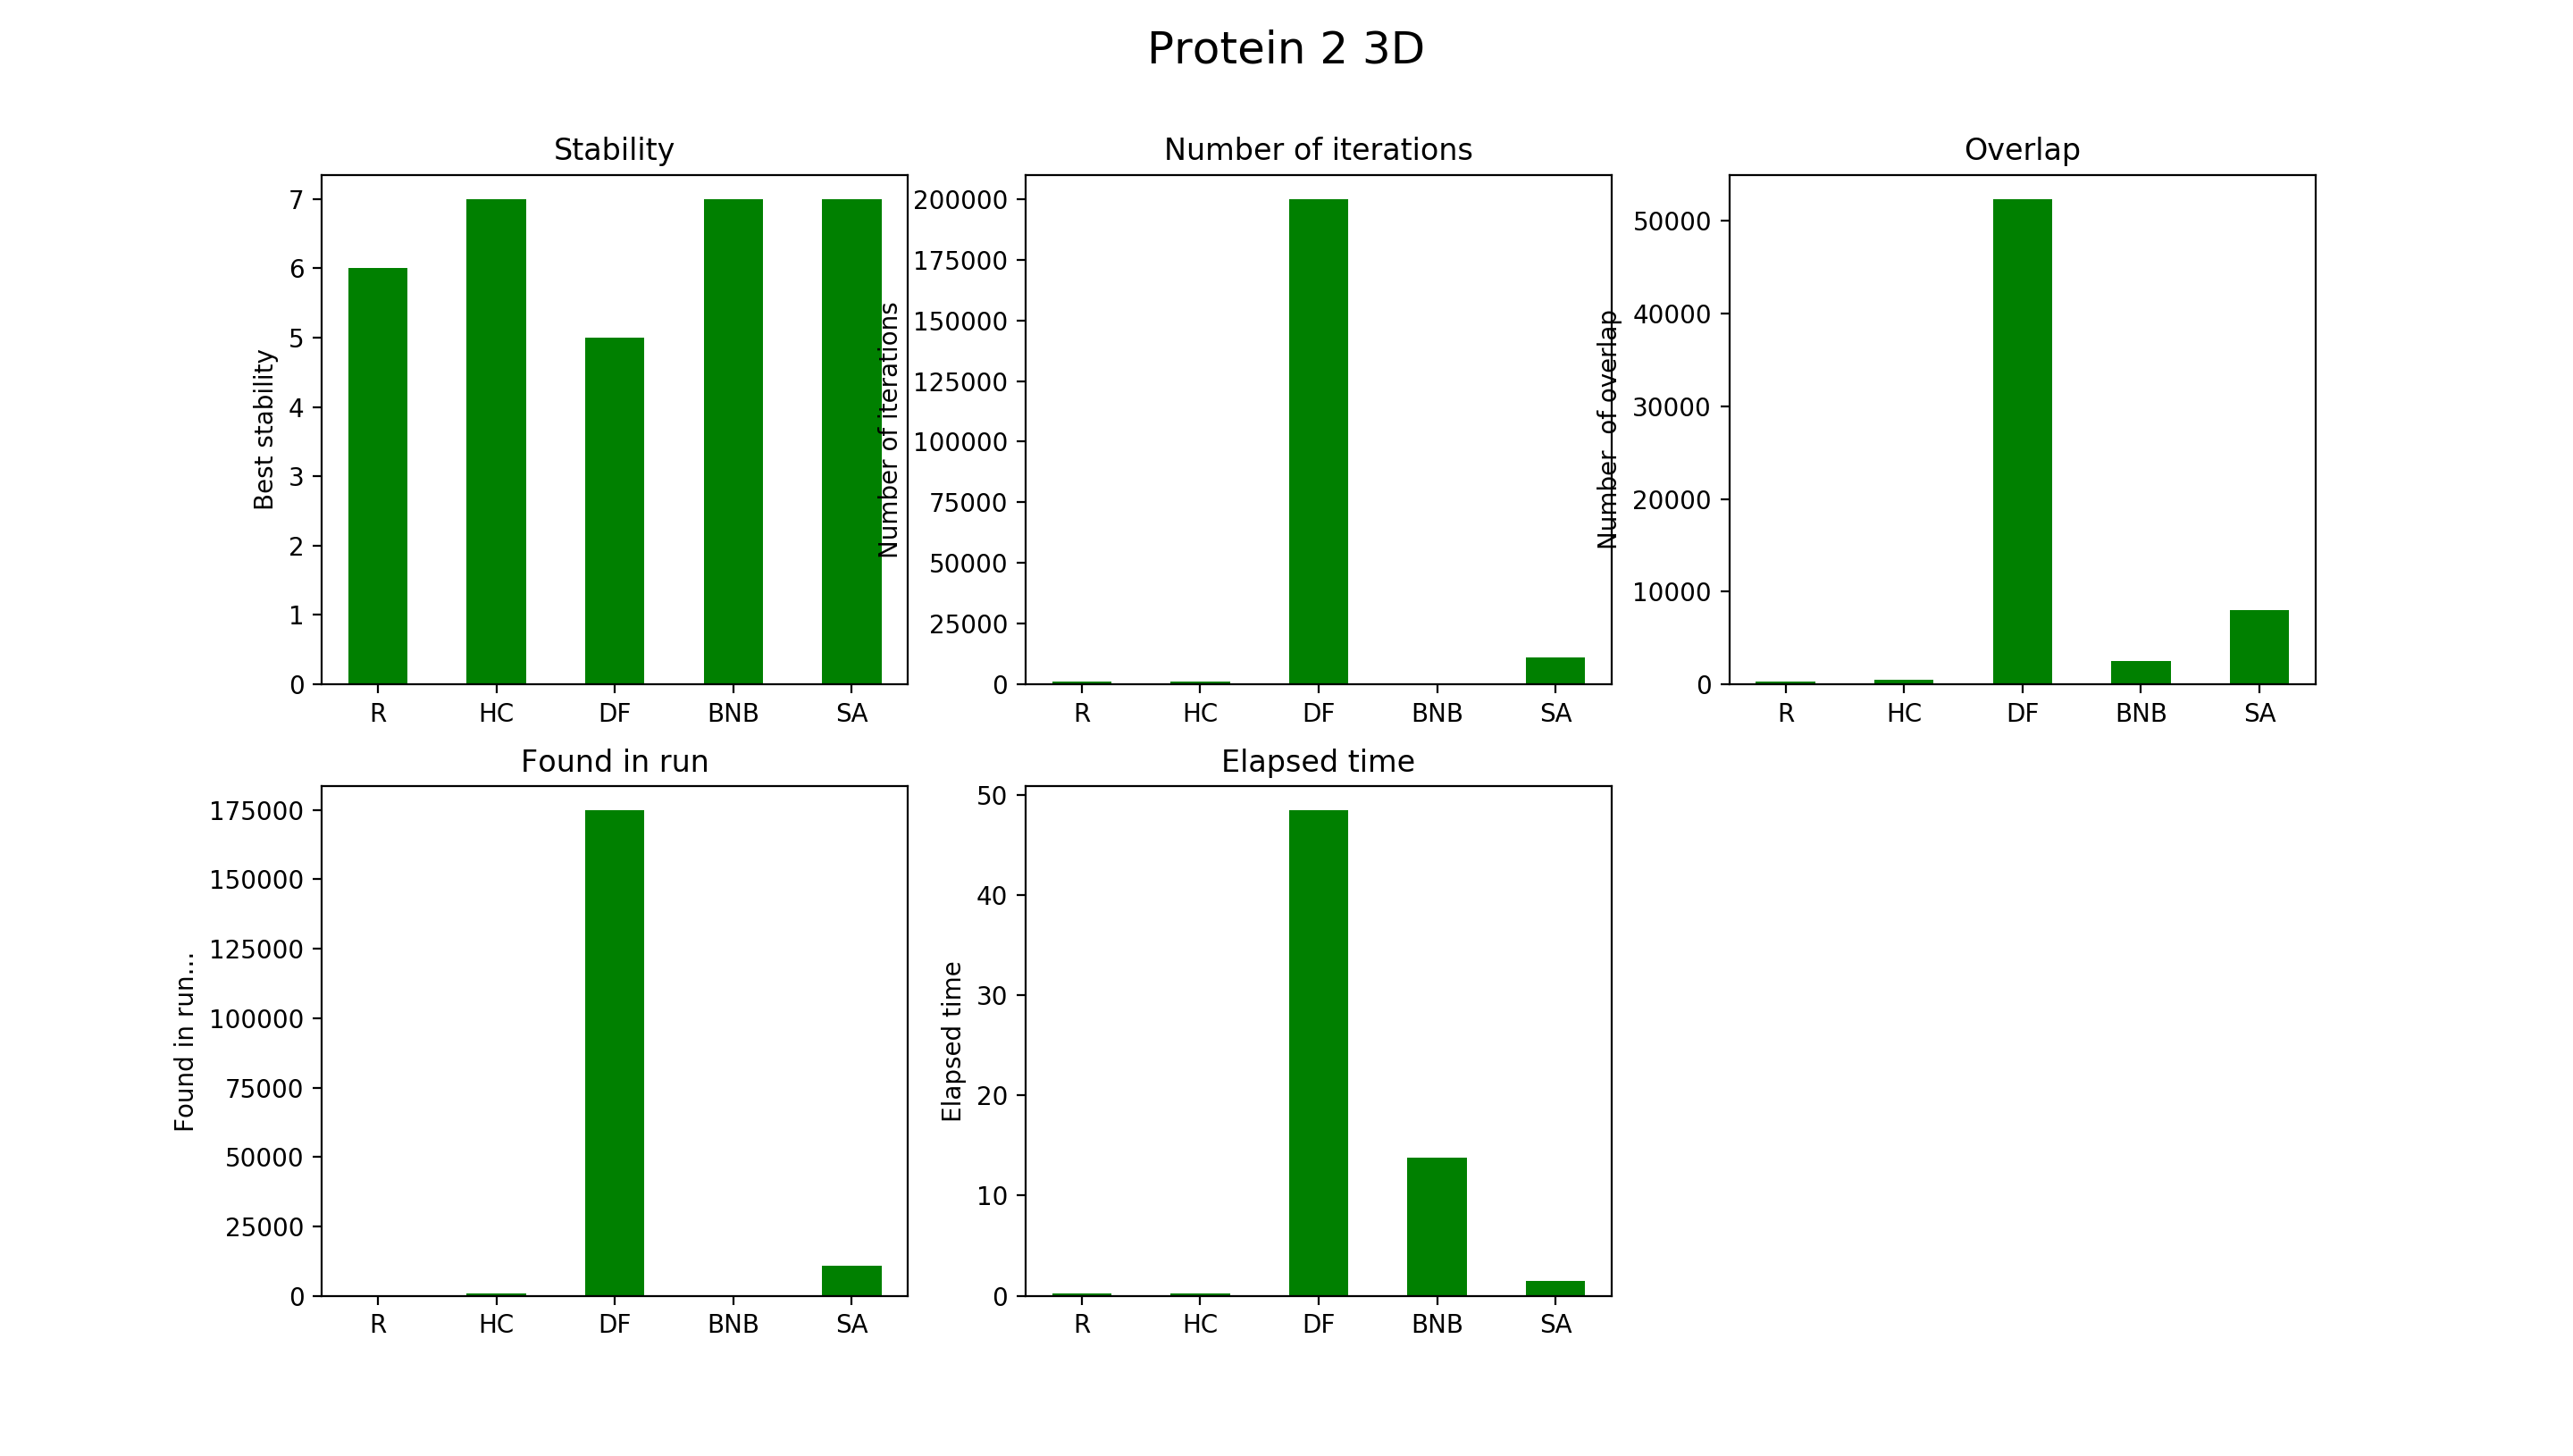 Protein 2 3D
Stability
Best stability
7
6
5
4
3
2
1
0
R HC DF BNB SA
Number of iterations
Number of iterations
200000
175000
150000
125000
100000
75000
50000
25000
0
R HC DF BNB SA
Overlap
Number of overlap
50000
40000
30000
20000
10000
0
R HC DF BNB SA
Found in run
Found in run...
175000
150000
125000
100000
75000
50000
25000
0
R HC DF BNB SA
Elapsed time
Elapsed time
50
40
30
20
10
0
R HC DF BNB SA